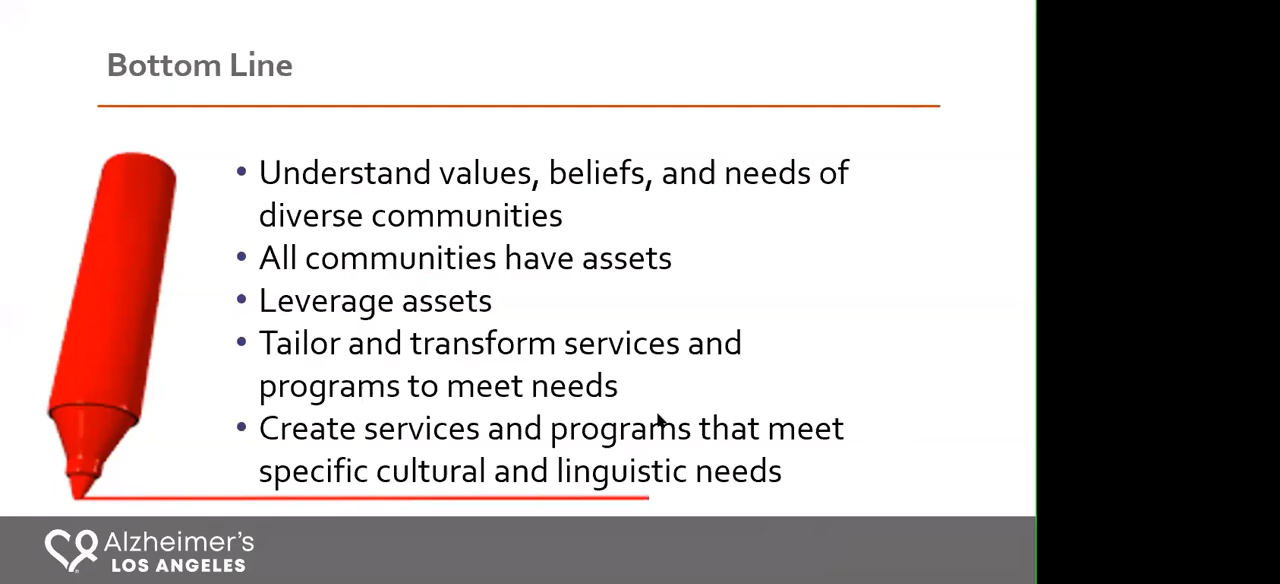 Bottom Line
• Understand values, beliefs, and needs of
diverse communities
• All communities have assets
• Leverage assets
• Tailor and transform services and
programs to meet needs
• Create services and programs that meet
specific cultural and linguistic needs
Alzheimer's
LOS ANGELES